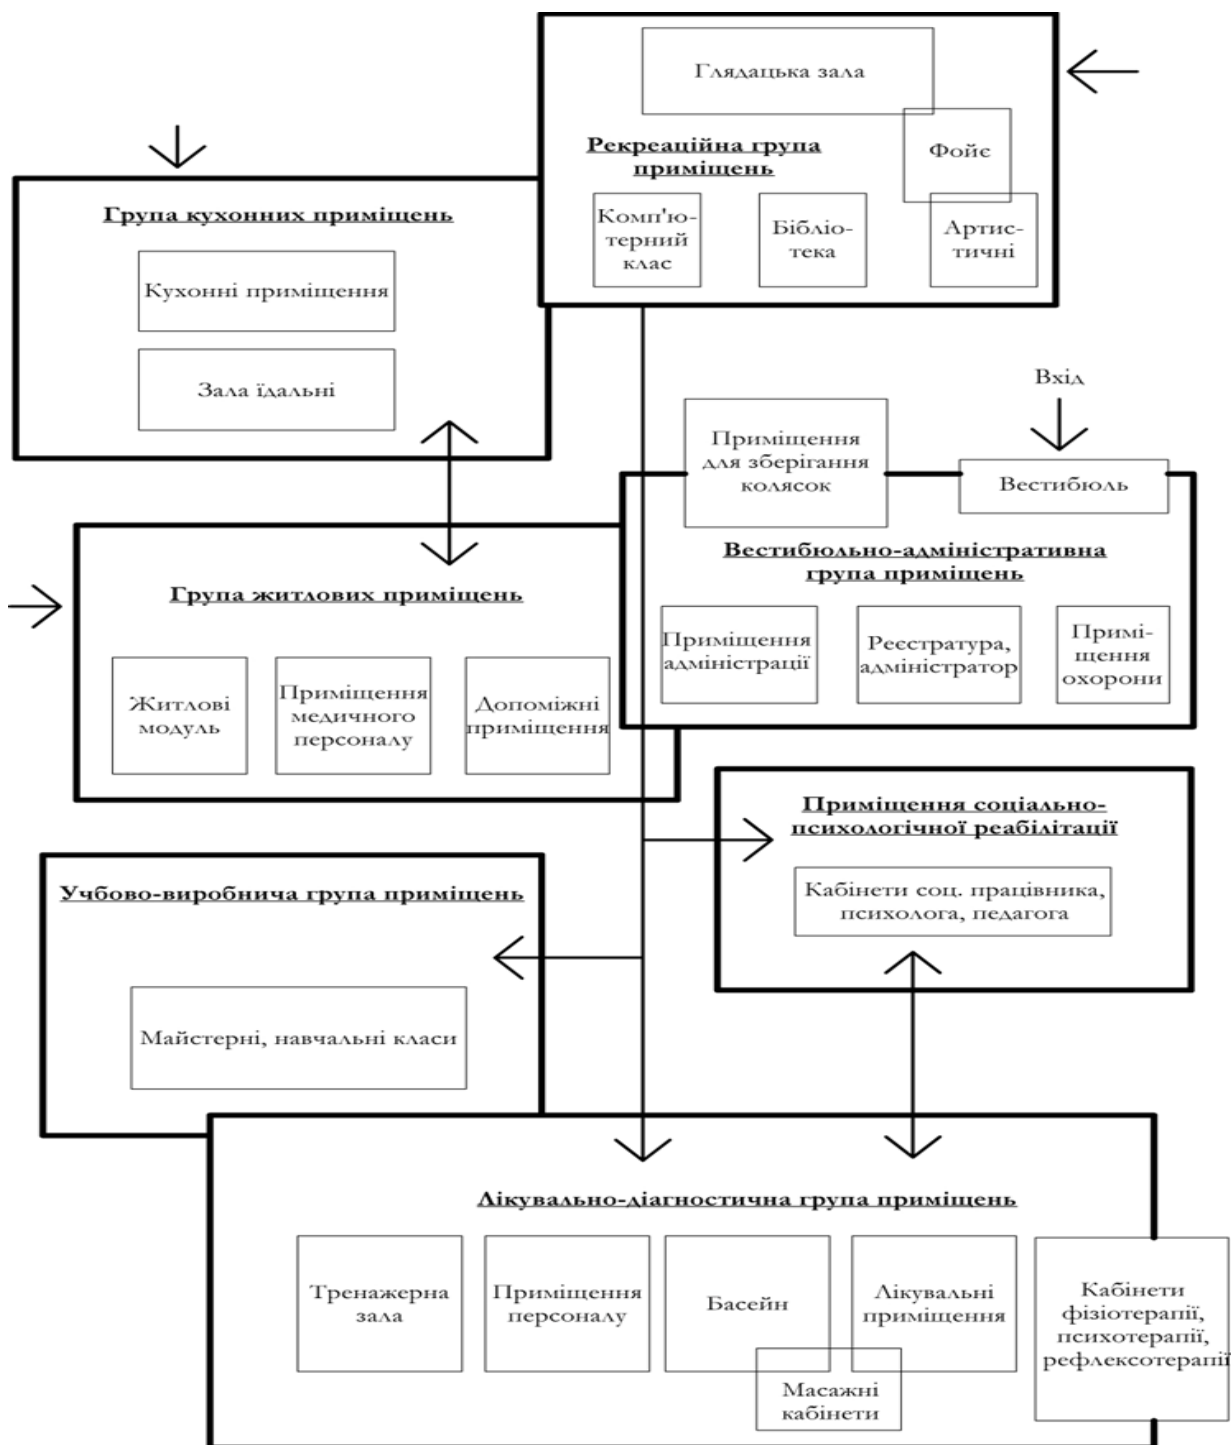 Глядацька зала
Фойє
Рекреаційна група
приміщень
Комп'ю-
терний
клас
Бібліо-
тека
Артис-
тичні
Група кухонних приміщень
Кухонні приміщення
Зала їдальні
Вхід
Приміщення
для зберігання
колясок
Вестибюль
Вестибюльно-адміністративна
група приміщень
Приміщення
адміністрації
Реєстратура,
адміністратор
Примі-
щення
охорони
Група житлових приміщень
Житлові
модуль
Приміщення
медичного
персоналу
Допоміжні
приміщення
Приміщення соціально-
психологічної реабілітації
Кабінети соц. працівника,
психолога, педагога
Учбово-виробнича група приміщень
Майстерні, навчальні класи
Лікувально-діагностична група приміщень
Тренажерна
зала
Приміщення
персоналу
Басейн
Лікувальні
приміщення
Масажні
кабінети
Кабінети
фізіотерапії,
психотерапії,
рефлексотерапії